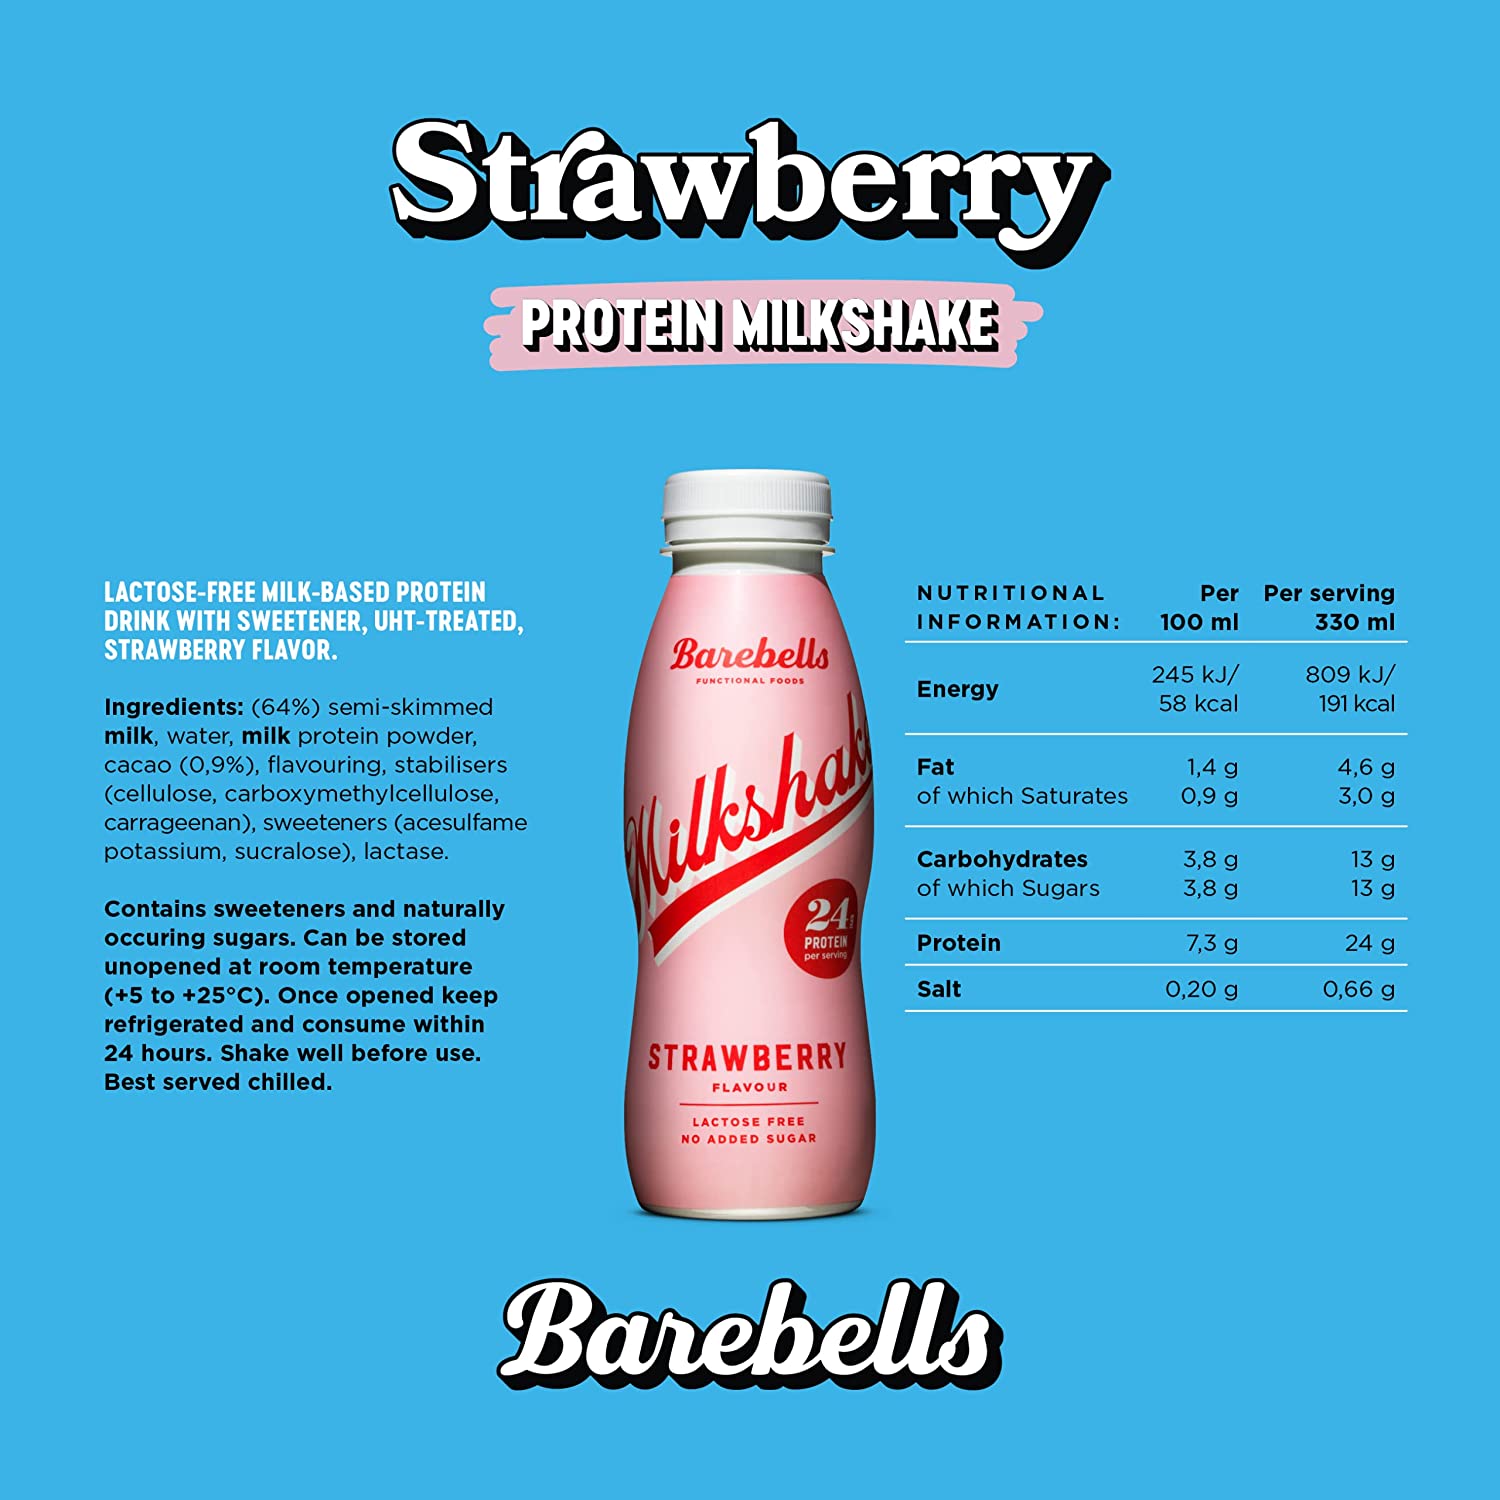 Strawberry
PROTEIN MILKSHAKE
LACTOSE-FREE MILK-BASED PROTEIN
DRINK WITH SWEETENER, UHT-TREATED,
STRAWBERRY FLAVOR.
Ingredients: (64%) semi-skimmed
milk, water, milk protein powder,
cacao (0,9%), flavouring, stabilisers
(cellulose, carboxymethylcellulose,
carrageenan), sweeteners (acesulfame
potassium, sucralose), lactase.
Contains sweeteners and naturally
occuring sugars. Can be stored
unopened at room temperature
(+5 to +25°C). Once opened keep
refrigerated and consume within
24 hours. Shake well before use.
Best served chilled.
Barebells
FUNCTIONAL FOODS
Milkshake
24
PROTEIN
per serving
STRAWBERRY
FLAVOUR
LACTOSE FREE
NO ADDED SUGAR
NUTRITIONAL INFORMATION: Per 100 ml Per serving 330 ml
Energy 245 kJ/ 58 kcal 809 kJ/ 191 kcal
Fat 1,4 g 4,6 g
of which Saturates 0,9 g 3,0 g
Carbohydrates 3,8 g 13 g
of which Sugars 3,8 g 13 g
Protein 7,3 g 24 g
Salt 0,20 g 0,66 g
Barebells